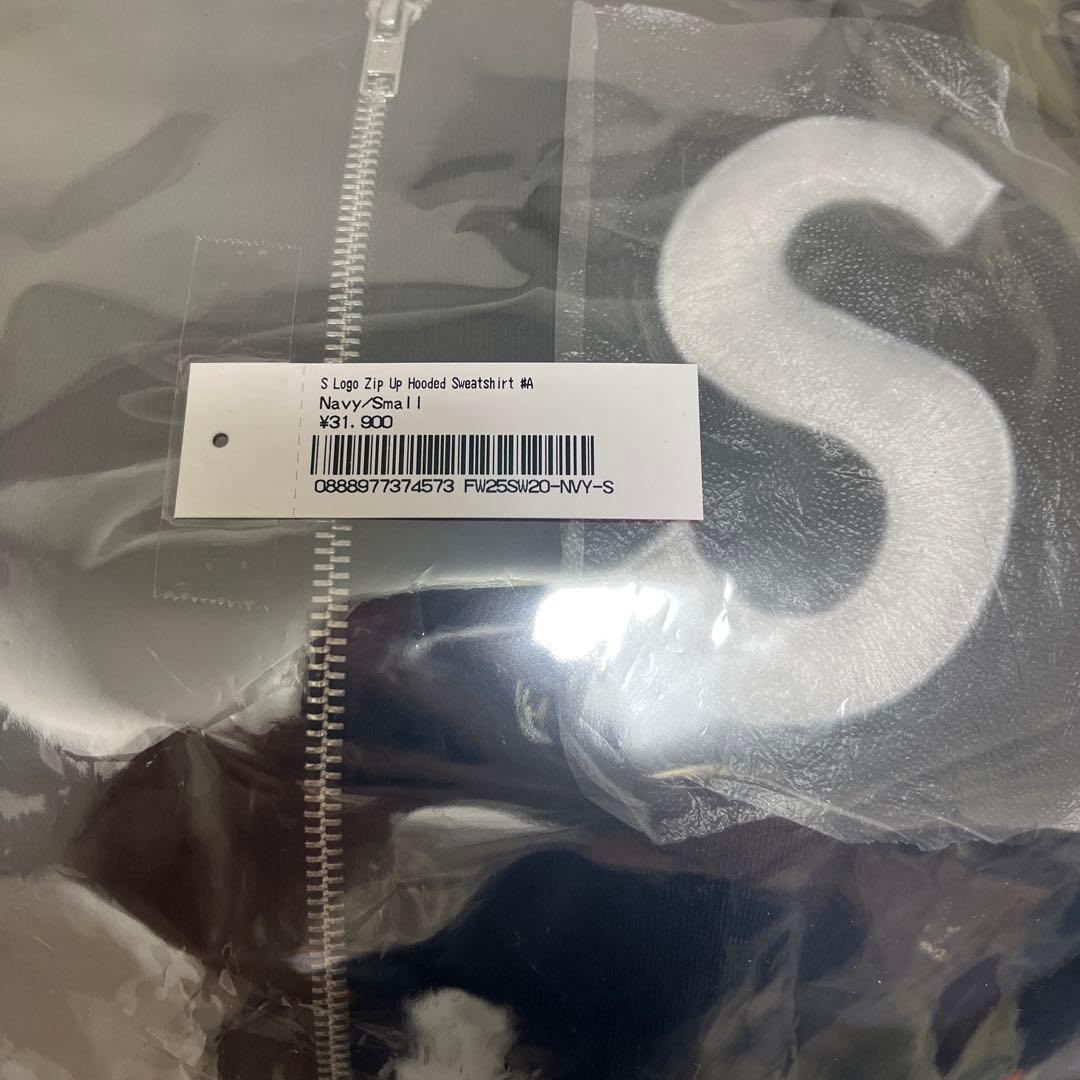 S
S Logo Zip Up Hooded Sweatshirt #A
Navy/Small
¥31,900
0888977374573 FW25SW20-NVY-S